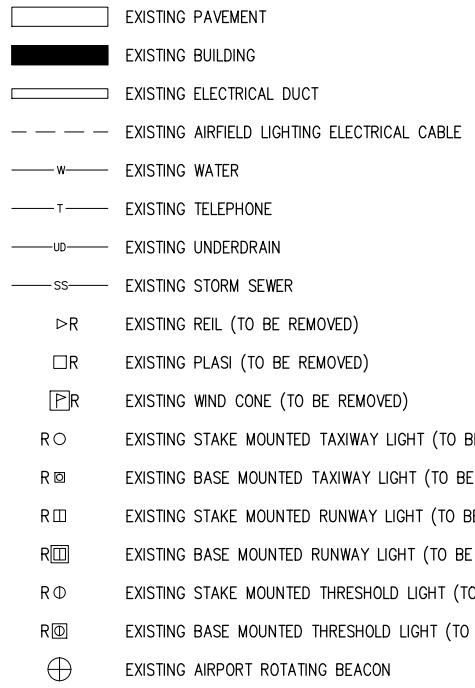 EXISTING PAVEMENT
EXISTING BUILDING
EXISTING ELECTRICAL DUCT
EXISTING AIRFIELD LIGHTING ELECTRICAL CABLE
W EXISTING WATER
T EXISTING TELEPHONE
UD EXISTING UNDERDRAIN
SS EXISTING STORM SEWER
R EXISTING REIL (TO BE REMOVED)
R EXISTING PLASI (TO BE REMOVED)
R EXISTING WIND CONE (TO BE REMOVED)
R EXISTING STAKE MOUNTED TAXIWAY LIGHT (TO
R EXISTING BASE MOUNTED TAXIWAY LIGHT (TO BE
R EXISTING STAKE MOUNTED RUNWAY LIGHT (TO
R EXISTING BASE MOUNTED RUNWAY LIGHT (TO BE
R EXISTING STAKE MOUNTED THRESHOLD LIGHT
R EXISTING BASE MOUNTED THRESHOLD LIGHT (TO
EXISTING AIRPORT ROTATING BEACON